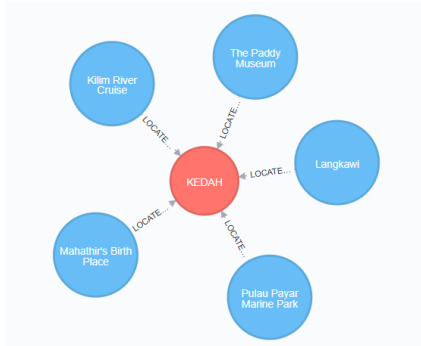 The Paddy
Museum
Kilim River
Cruise
LOCATE...
LOCATE...
KEDAH
LOCATE...
Langkawi
LOCATE...
LOCATE...
Mahathir's Birth
Place
Pulau Payar
Marine Park